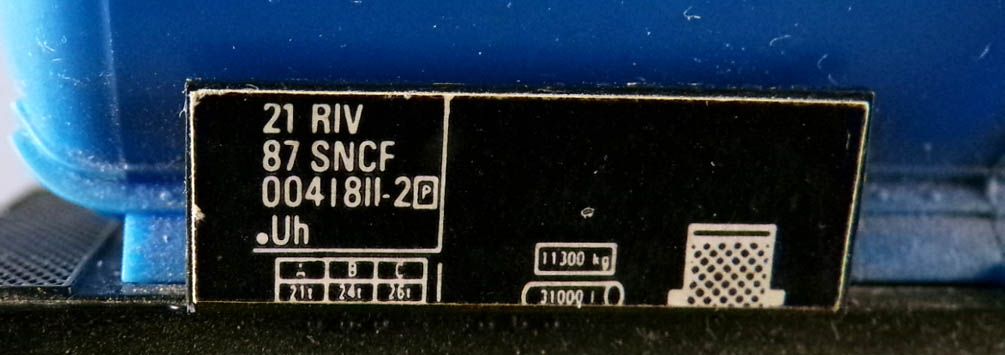 21 RIV
87 SNCF
0041811-2 P
.Uh
A B C
21t 24t 26t
11300 kg
31000 l